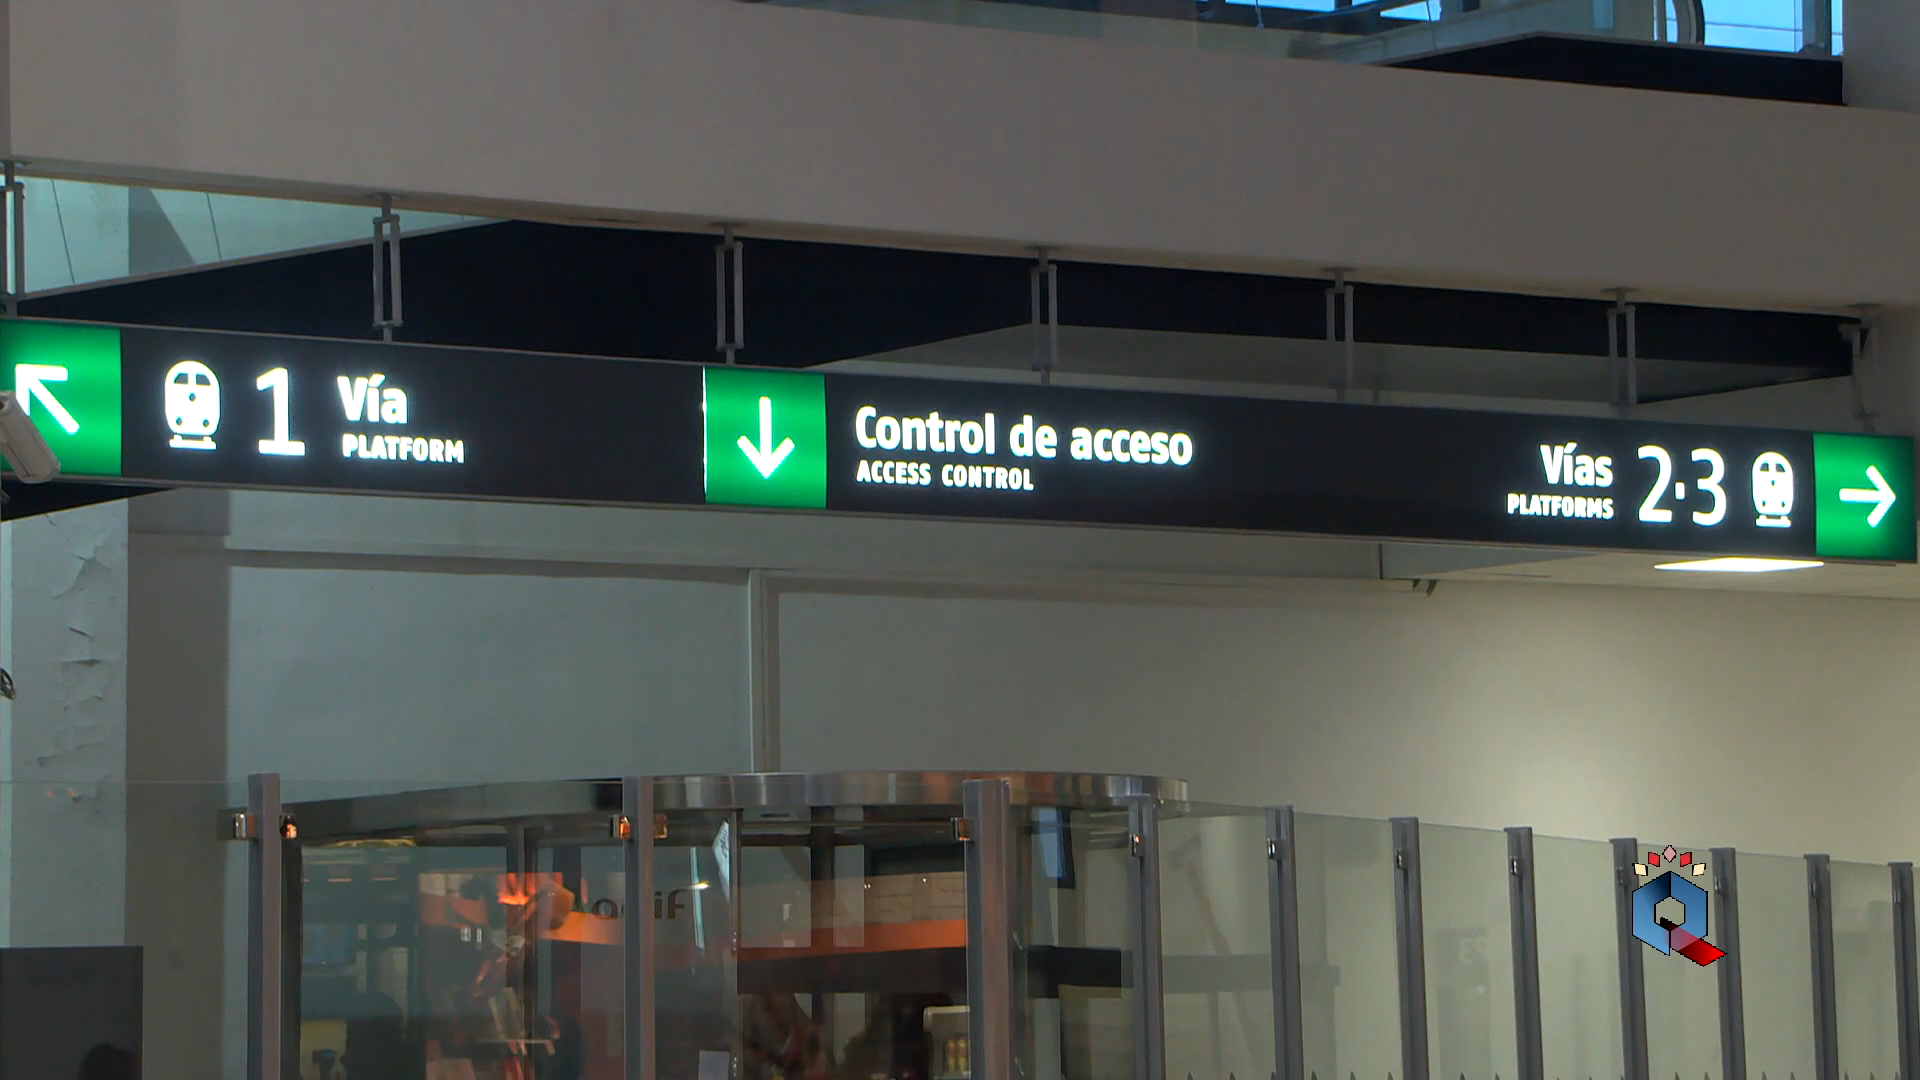 1 Vía
PLATFORM
Control de acceso
ACCESS CONTROL
Vías 2·3
PLATFORMS